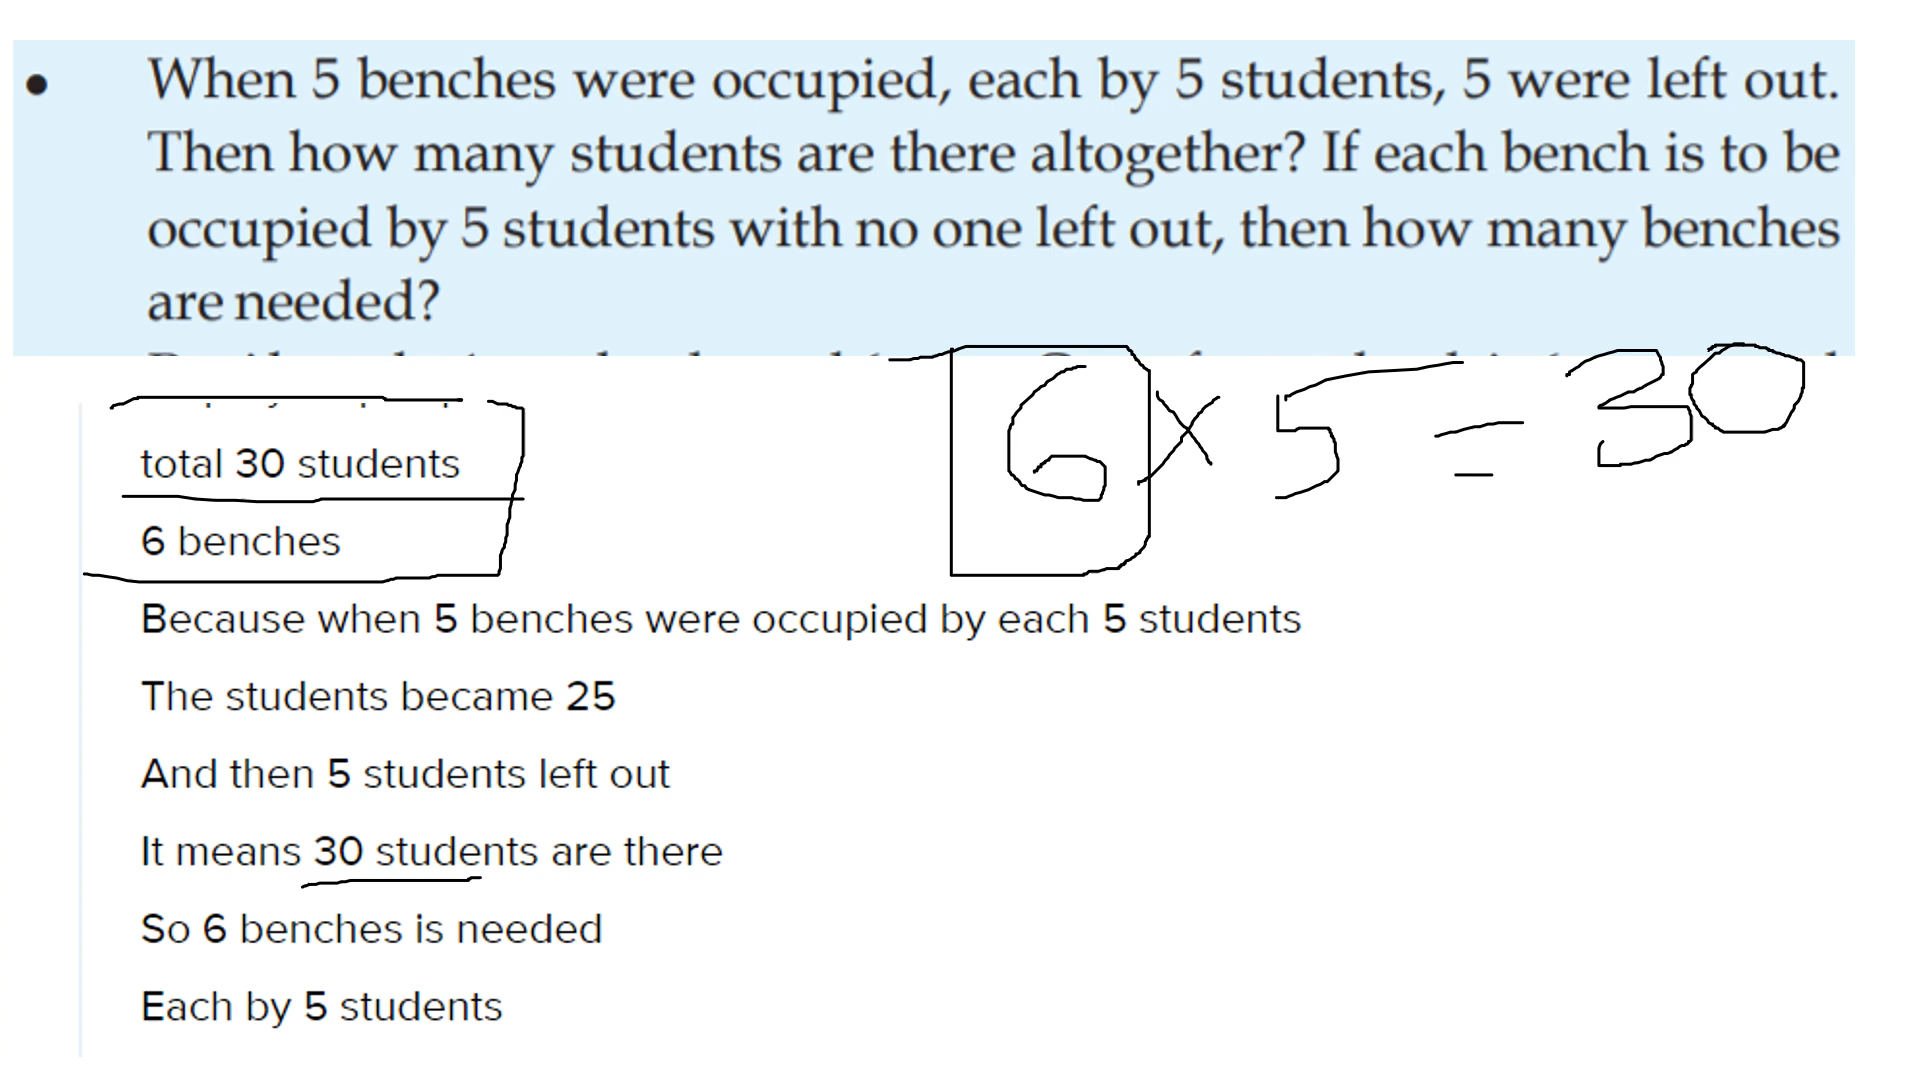 • When 5 benches were occupied, each by 5 students, 5 were left out.
Then how many students are there altogether? If each bench is to be
occupied by 5 students with no one left out, then how many benches
are needed?
6 x 5 = 30
total 30 students
6 benches
Because when 5 benches were occupied by each 5 students
The students became 25
And then 5 students left out
It means 30 students are there
So 6 benches is needed
Each by 5 students